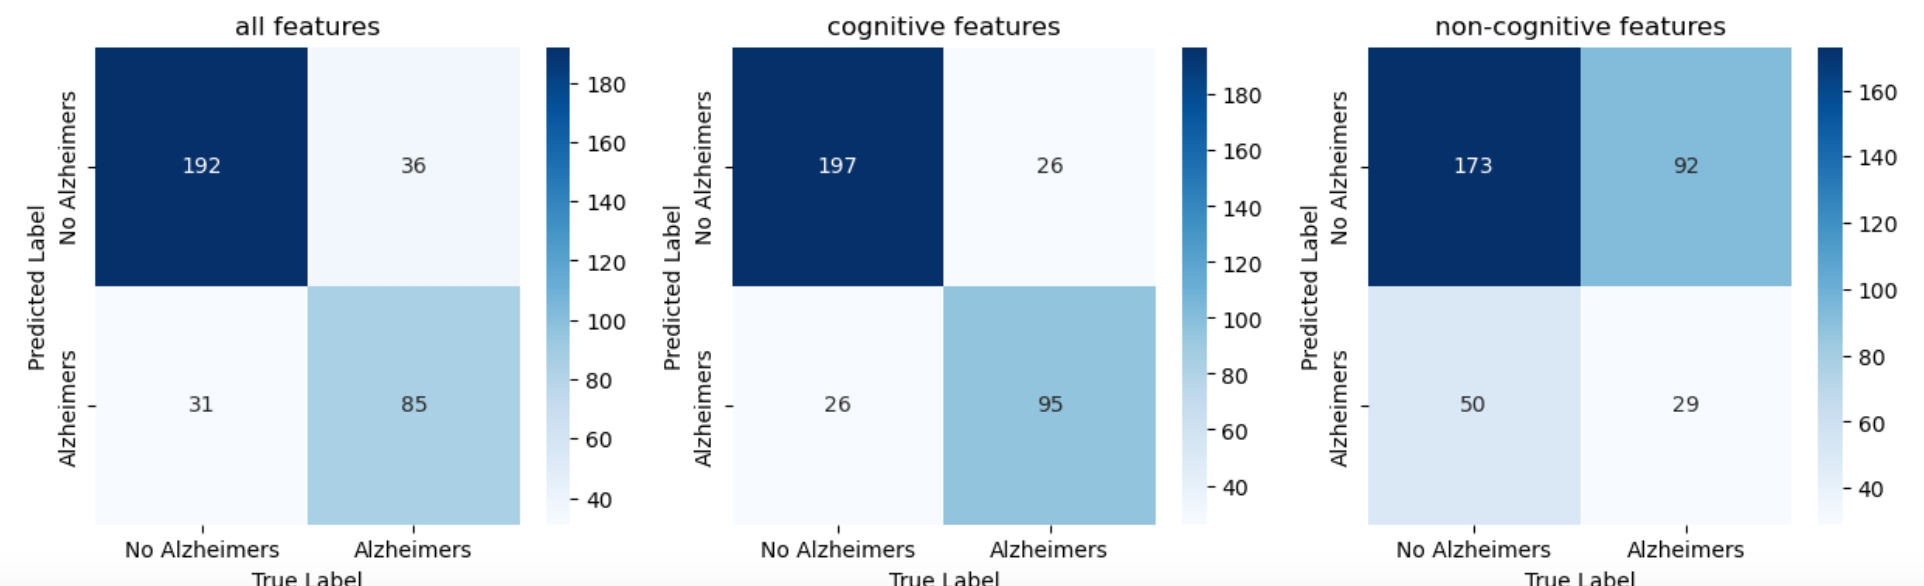 all features
No Alzheimers
Alzheimers
Predicted Label
192
36
31
85
No Alzheimers
Alzheimers
True Label
180
160
140
120
100
80
60
40
cognitive features
No Alzheimers
Alzheimers
Predicted Label
197
26
26
95
No Alzheimers
Alzheimers
True Label
180
160
140
120
100
80
60
40
non-cognitive features
No Alzheimers
Alzheimers
Predicted Label
173
92
50
29
No Alzheimers
Alzheimers
True Label
160
140
120
100
80
60
40